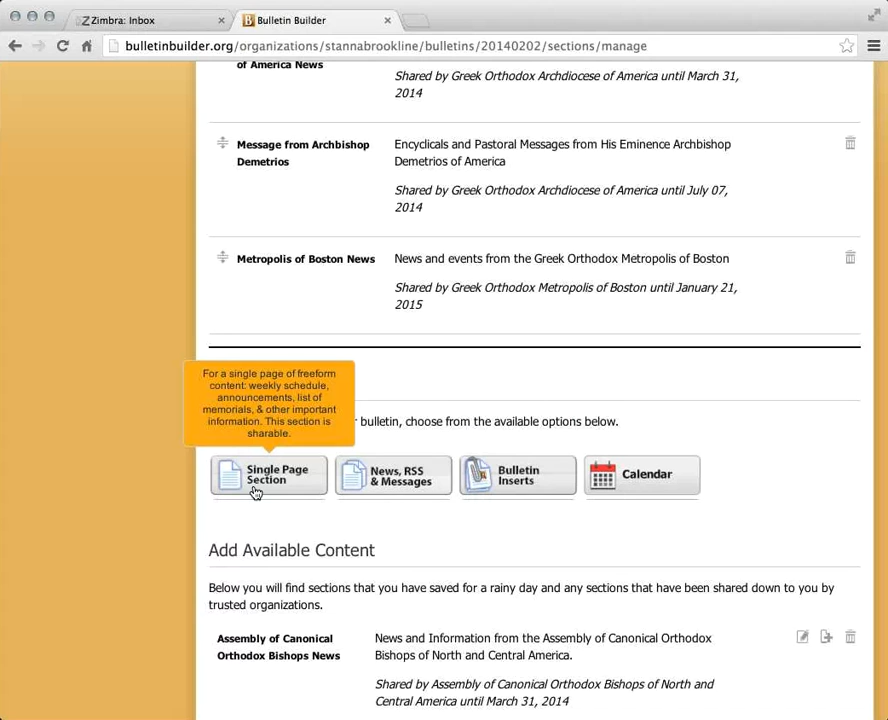 Zimbra: Inbox
Bulletin Builder
bulletinbuilder.org/organizations/stannabrookline/bulletins/20140202/sections/manage
of America News
Shared by Greek Orthodox Archdiocese of America until March 31,
2014
Message from Archbishop
Demetrios
Encyclicals and Pastoral Messages from His Eminence Archbishop
Demetrios of America
Shared by Greek Orthodox Archdiocese of America until July 07,
2014
Metropolis of Boston News
News and events from the Greek Orthodox Metropolis of Boston
Shared by Greek Orthodox Metropolis of Boston until January 21,
2015
For a single page of freeform
content: weekly schedule,
announcements, list of
memorials, & other important
information. This section is
sharable.
bulletin, choose from the available options below.
Single Page
Section
News, RSS
& Messages
Bulletin
Inserts
Calendar
Add Available Content
Below you will find sections that you have saved for a rainy day and any sections that have been shared down to you by
trusted organizations.
Assembly of Canonical
Orthodox Bishops News
News and Information from the Assembly of Canonical Orthodox
Bishops of North and Central America.
Shared by Assembly of Canonical Orthodox Bishops of North and
Central America until March 31, 2014